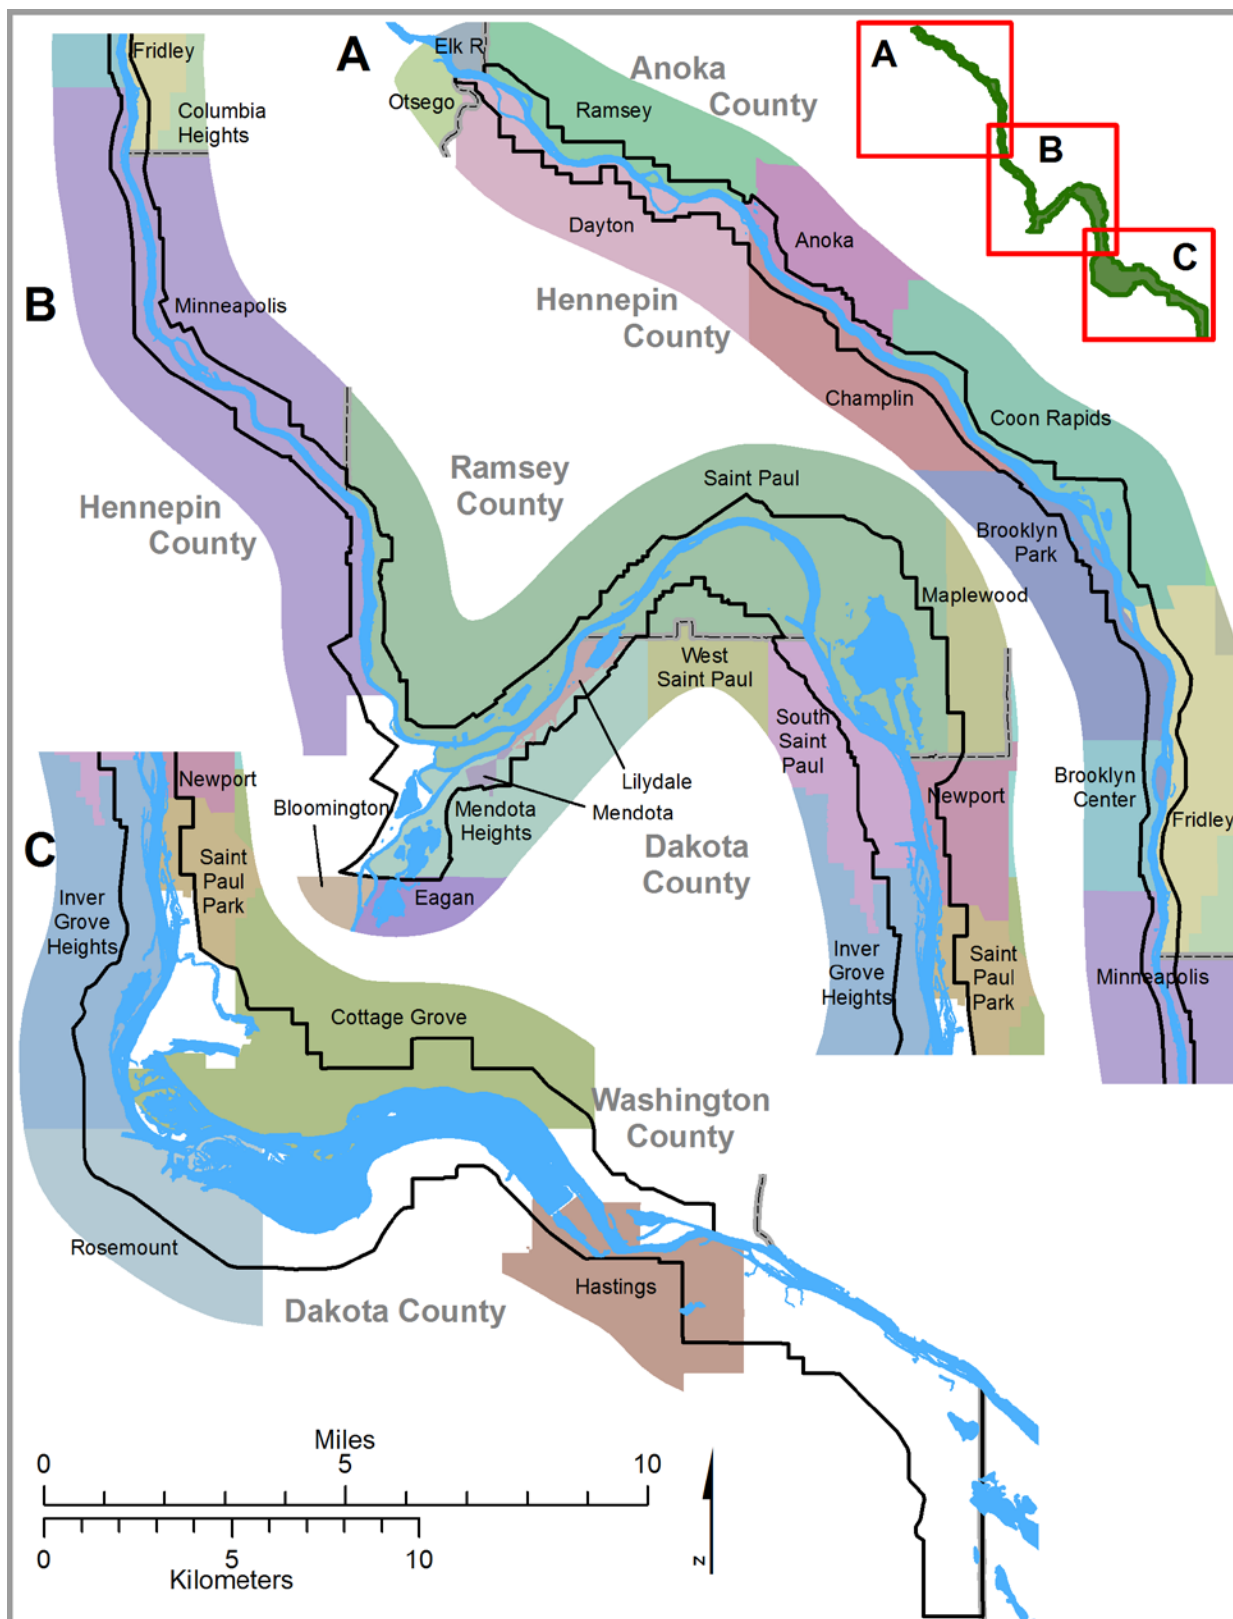 Fridley
Columbia
Heights
A
Elk R
Otsego
Ramsey
Anoka
County
A
B
C
Dayton
Anoka
Hennepin
County
B
Minneapolis
Champlin
Coon Rapids
Hennepin
County
Ramsey
County
Saint Paul
Brooklyn
Park
Maplewood
West
Saint Paul
South
Saint
Paul
Lilydale
Mendota
Mendota
Heights
Bloomington
Eagan
Newport
Dakota
County
Brooklyn
Center
Fridley
Minneapolis
Inver
Grove
Heights
Saint
Paul
Park
C
Newport
Saint
Paul
Park
Inver
Grove
Heights
Cottage Grove
Washington
County
Rosemount
Dakota County
Hastings
Miles
0 5 10
0 5 10
Kilometers
N